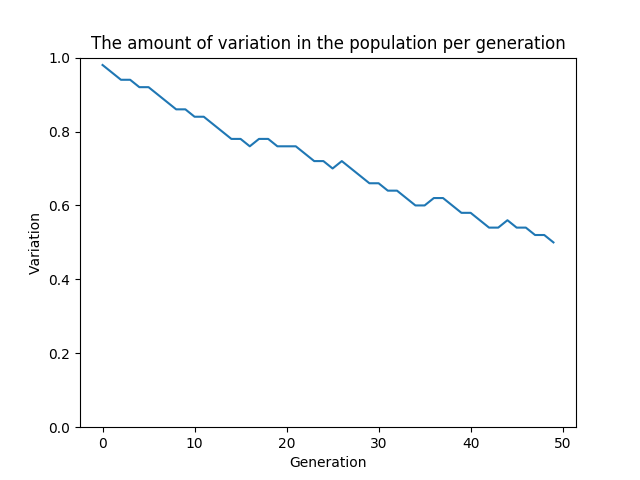 The amount of variation in the population per generation
1.0
0.8
0.6
0.4
0.2
0.0
Variation
0 10 20 30 40 50
Generation